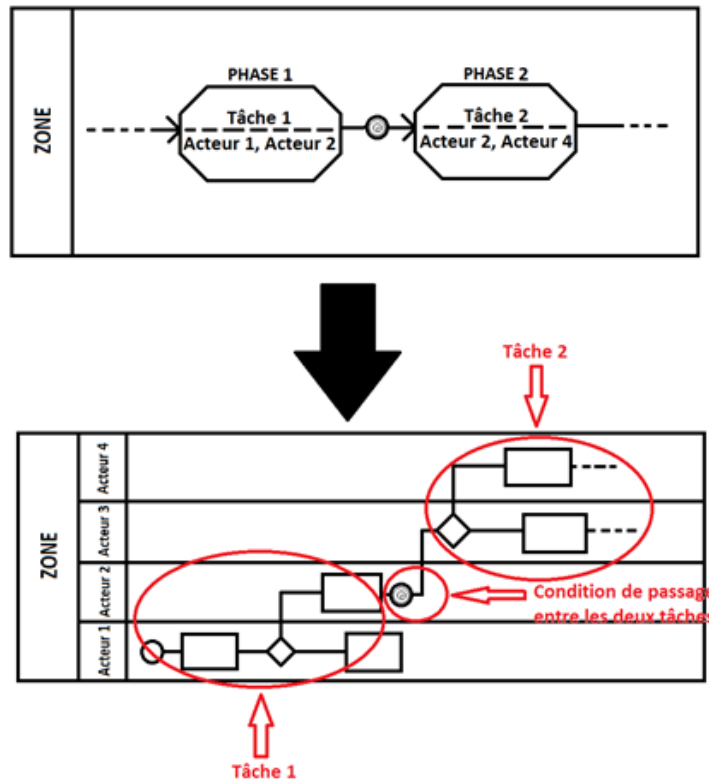 PHASE 1
PHASE 2
ZONE
Tâche 1
Acteur 1, Acteur 2
Tâche 2
Acteur 2, Acteur 4
Tâche 2
ZONE
Acteur 4
Acteur 3
Acteur 2
Acteur 1
Condition de passage
entre les deux tâches
Tâche 1